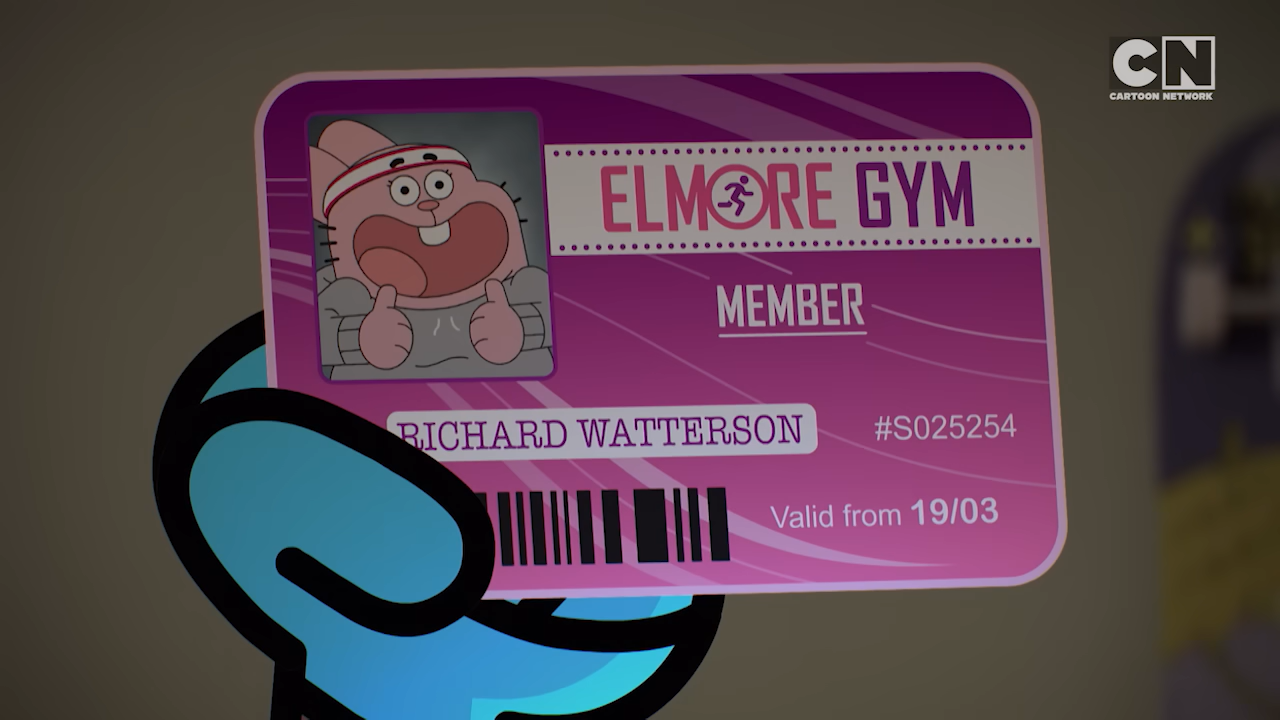 CN
CARTOON NETWORK
ELMORE GYM
MEMBER
RICHARD WATTERSON
#S025254
Valid from 19/03